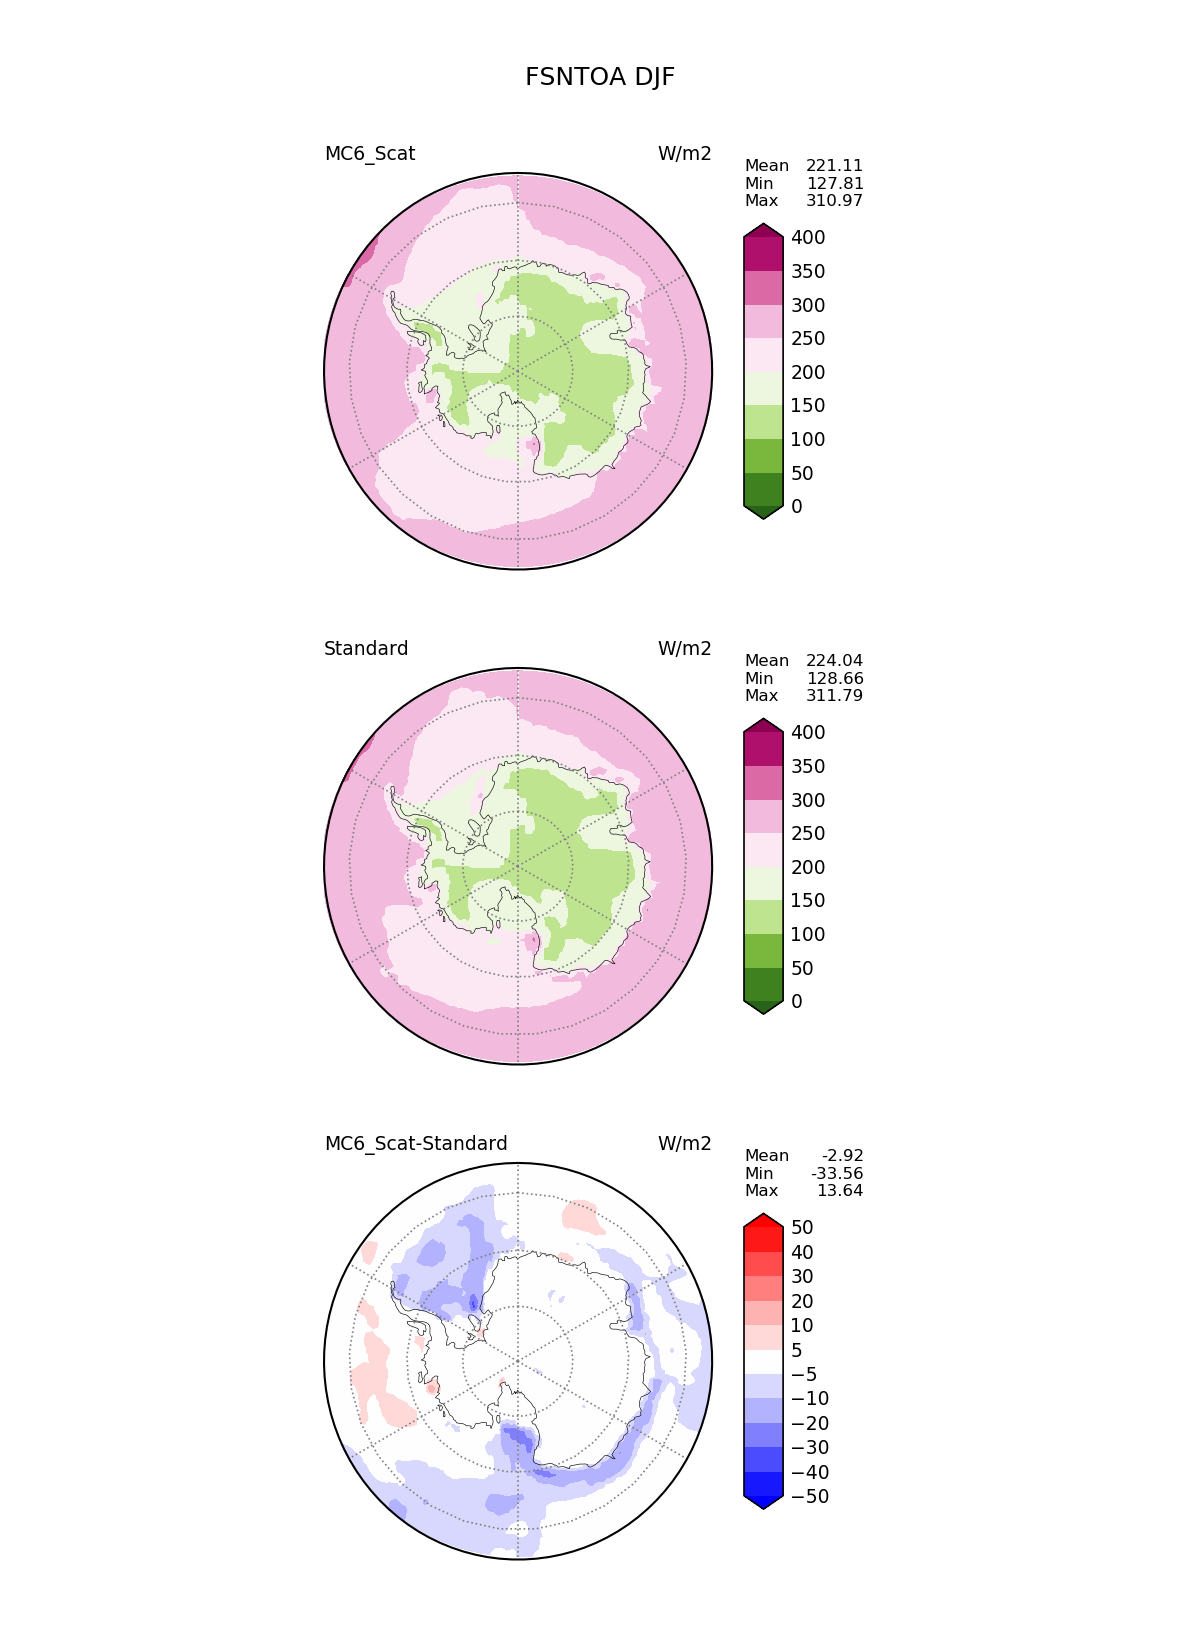 FSNTOA DJF
MC6_Scat W/m2
Mean 221.11
Min 127.81
Max 310.97
400
350
300
250
200
150
100
50
0
Standard W/m2
Mean 224.04
Min 128.66
Max 311.79
400
350
300
250
200
150
100
50
0
MC6_Scat-Standard W/m2
Mean -2.92
Min -33.56
Max 13.64
50
40
30
20
10
5
−5
−10
−20
−30
−40
−50